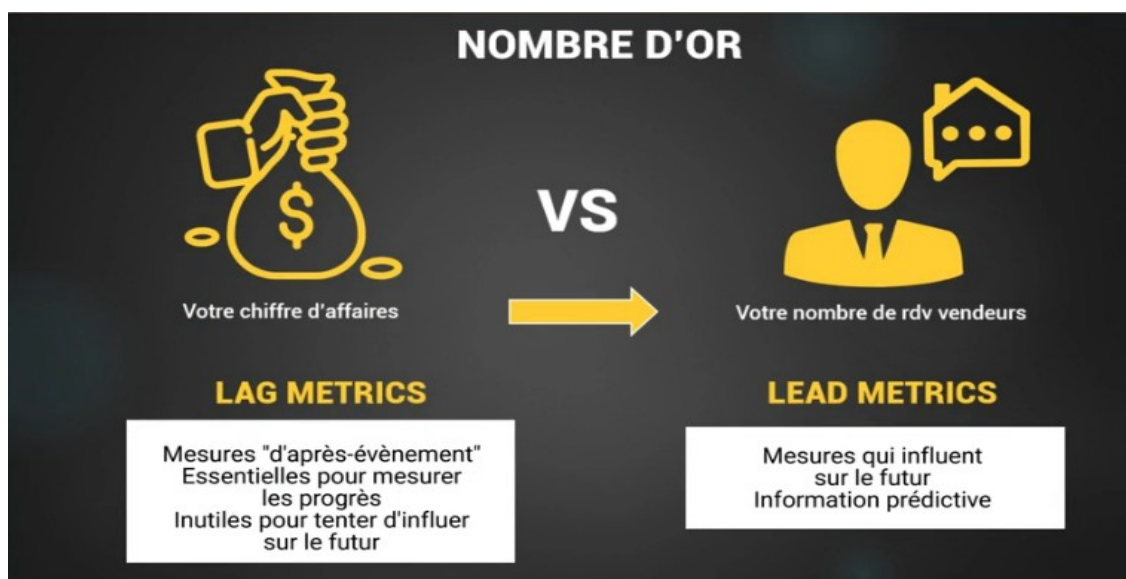 NOMBRE D'OR
$
VS
Votre chiffre d'affaires
Votre nombre de rdv vendeurs
LAG METRICS
Mesures "d'après-évènement"
Essentielles pour mesurer
les progrès
Inutiles pour tenter d'influer
sur le futur
LEAD METRICS
Mesures qui influent
sur le futur
Information prédictive